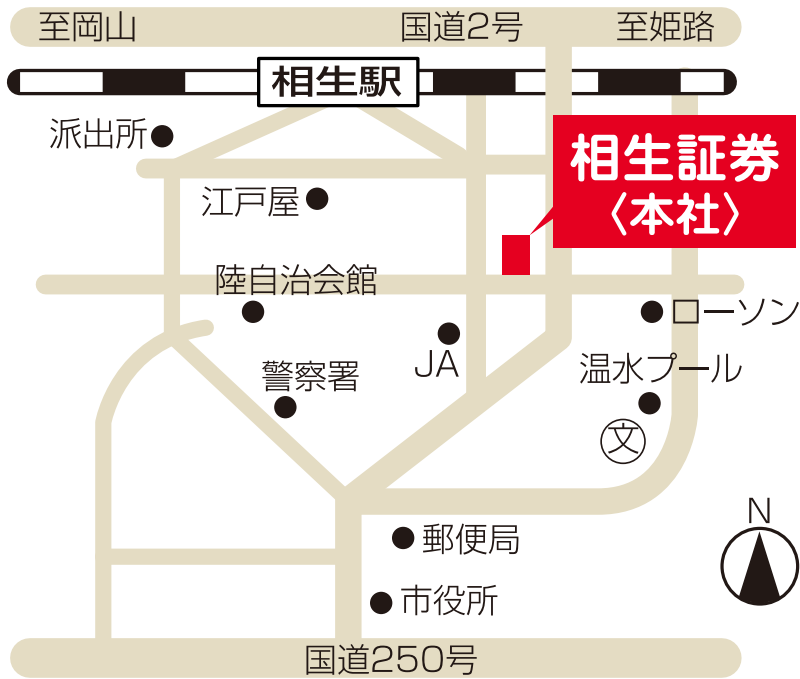 至岡山
国道2号
至姫路
相生駅
派出所
相生証券
〈本社〉
江戸屋
陸自治会館
ローソン
JA
警察署
温水プール
文
N
郵便局
市役所
国道250号